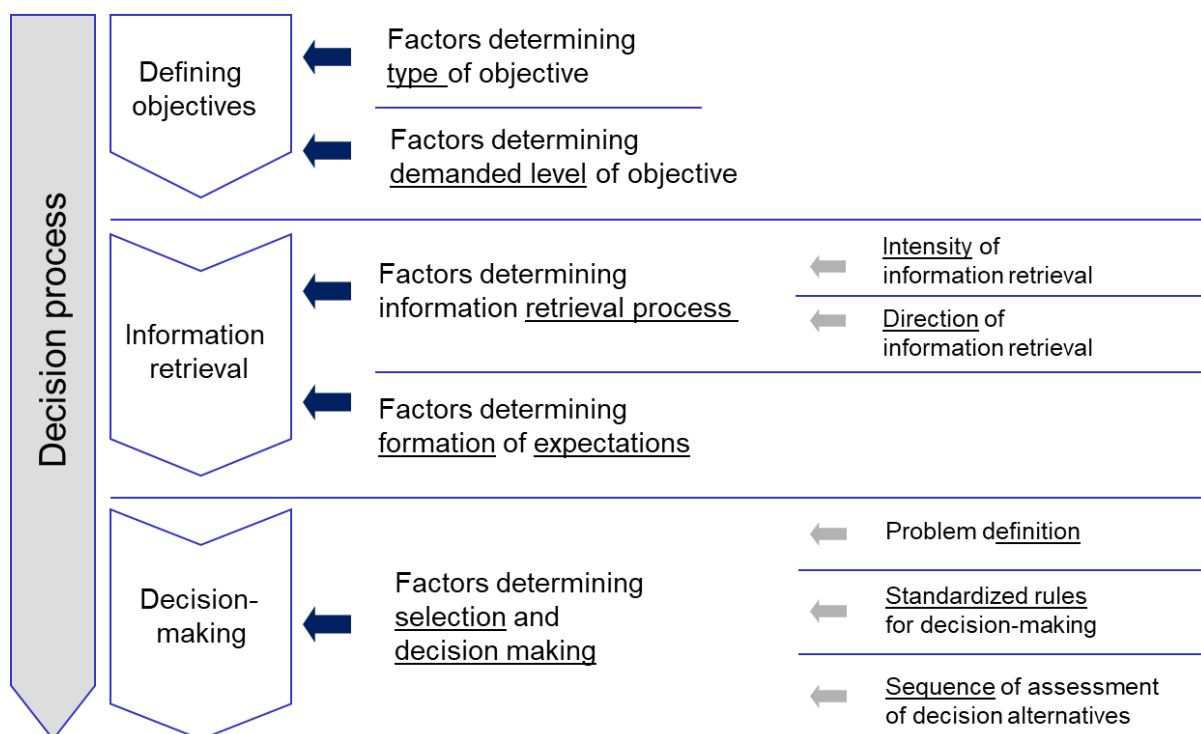 Decision process
Defining
objectives
Factors determining
type of objective
Factors determining
demanded level of objective
Information
retrieval
Factors determining
information retrieval process
Intensity of
information retrieval
Direction of
information retrieval
Factors determining
formation of expectations
Decision-
making
Factors determining
selection and
decision making
Problem definition
Standardized rules
for decision-making
Sequence of assessment
of decision alternatives